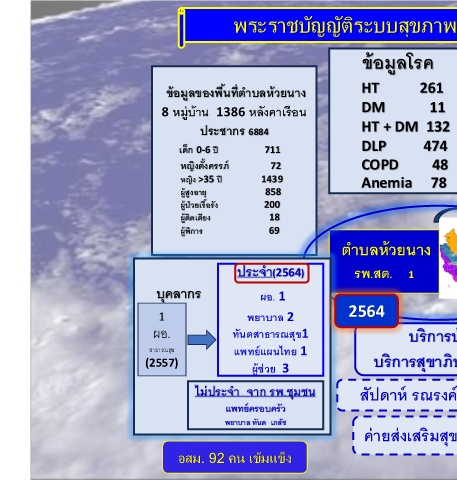 พระราชบัญญัติระบบสุขภาพ
ข้อมูลของพื้นที่ตำบลห้วยนาง
8 หมู่บ้าน 1386 หลังคาเรือน
ประชากร 6884
เด็ก 0-6 ปี 711
หญิงตั้งครรภ์ 72
หญิง >35 ปี 1439
ผู้สูงอายุ 858
ผู้ป่วยเรื้อรัง 200
ผู้ติดเตียง 18
ผู้พิการ 69
ข้อมูลโรค
HT 261
DM 11
HT + DM 132
DLP 474
COPD 48
Anemia 78
ตำบลห้วยนาง
รพ.สต. 1
2564
บุคลากร
1
ผอ.
(2557)
ประจำ(2564)
ผอ. 1
พยาบาล 2
ทันตสาธารณสุข1
แพทย์แผนไทย 1
ผู้ช่วย 3
ไม่ประจำ จาก รพ.ชุมชน
แพทย์ครอบครัว
พยาบาล ทันต เภสัช
อสม. 92 คน เข้มแข็ง
บริการ
บริการสุขาภิ
สัปดาห์ รณรงค์
ค่ายส่งเสริมสุข